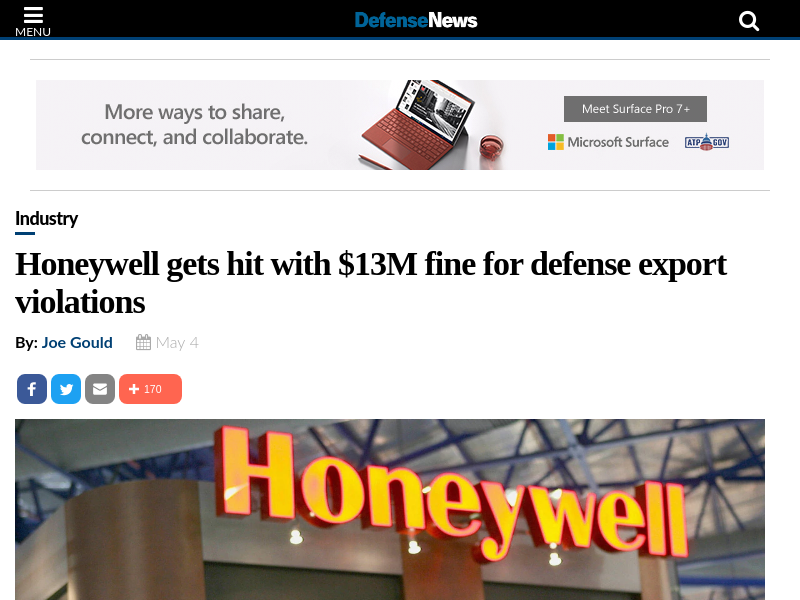 MENU
DefenseNews
More ways to share,
connect, and collaborate.
Meet Surface Pro 7+
Microsoft Surface
ATP GOV
Industry
Honeywell gets hit with $13M fine for defense export
violations
By: Joe Gould May 4
170
Honeywell